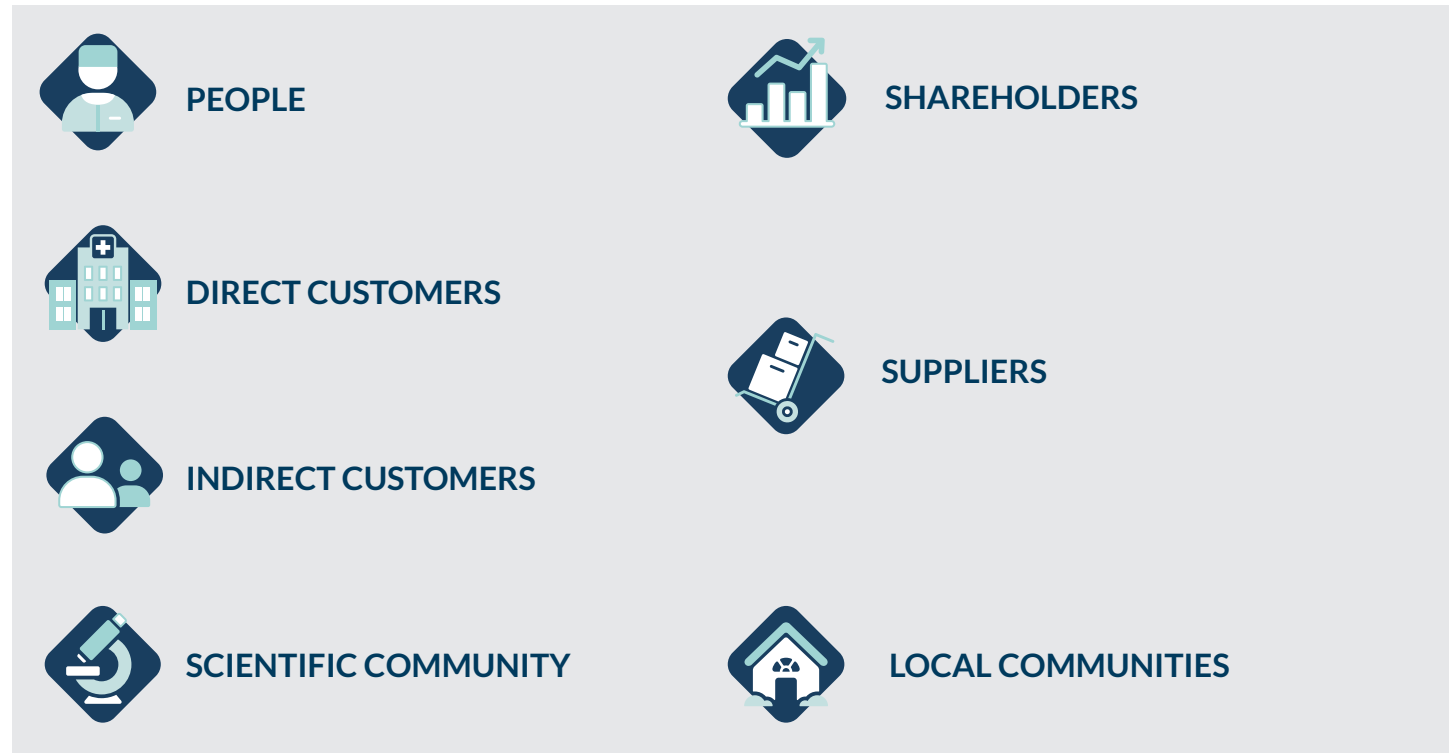 PEOPLE
DIRECT CUSTOMERS
INDIRECT CUSTOMERS
SCIENTIFIC COMMUNITY
SHAREHOLDERS
SUPPLIERS
LOCAL COMMUNITIES